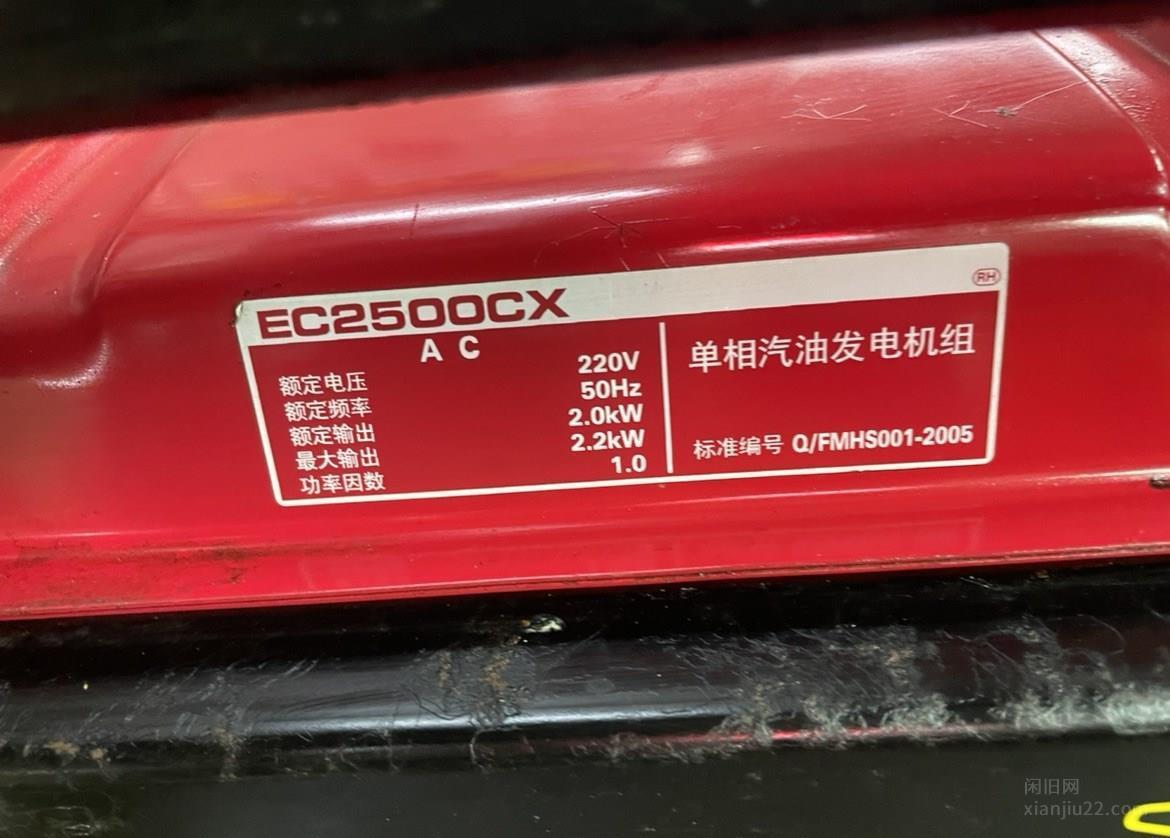 EC2500CX
RH
A C
额定电压 220V
额定频率 50Hz
额定输出 2.0kW
最大输出 2.2kW
功率因数 1.0
单相汽油发电机组
标准编号 Q/FMHS001-2005
闲旧网
xianjiu22.com